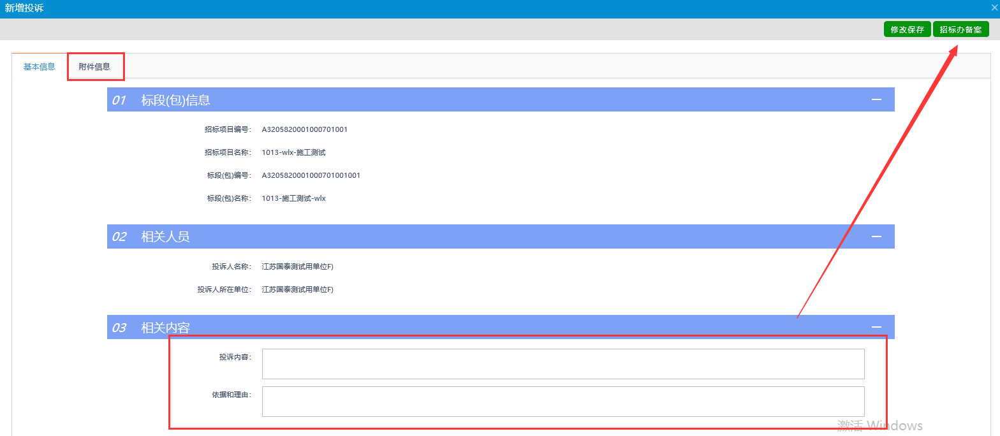 新增投诉
修改保存 招标办备案
基本信息 附件信息
01 标段(包)信息
招标项目编号: A3205820001000701001
招标项目名称: 1013-wlx-施工测试
标段(包)编号: A3205820001000701001001
标段(包)名称: 1013-施工测试-wlx
02 相关人员
投诉人名称: 江苏国泰测试用单位F)
投诉人所在单位: 江苏国泰测试用单位F)
03 相关内容
投诉内容:
依据和理由:
激活 Windows